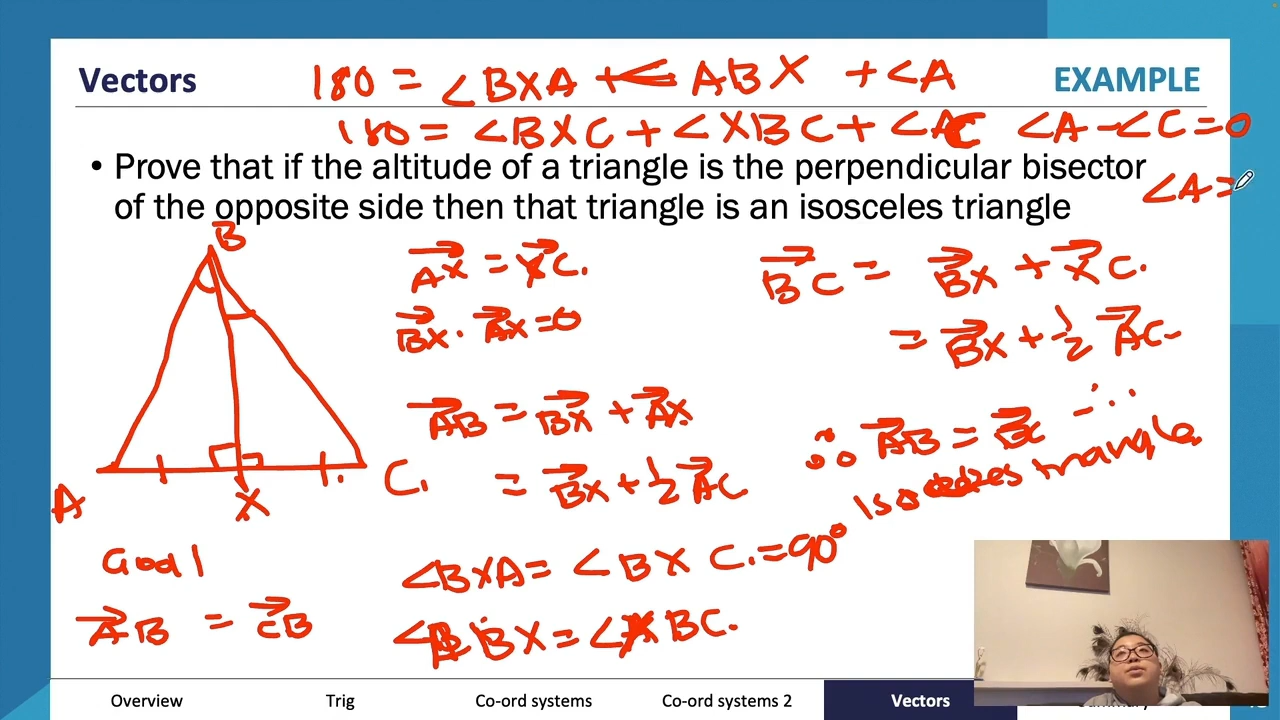 Vectors
180 = ∠BXA + ∠ABX + ∠A
EXAMPLE
180 = ∠BXC + ∠XBC + ∠C
∠A - ∠C = 0
∠A =
• Prove that if the altitude of a triangle is the perpendicular bisector
of the opposite side then that triangle is an isosceles triangle
B
A
X
C.
Goal
AB = CB
AX = XC.
BX . AX = 0
AB = BX + AX.
= BX + 1/2 AC
∠BXA = ∠BXC. = 90°
∠ABX = ∠XBC.
BC = BX + XC.
= BX + 1/2 AC
∴ AB = BC
triangle
Overview
Trig
Co-ord systems
Co-ord systems 2
Vectors